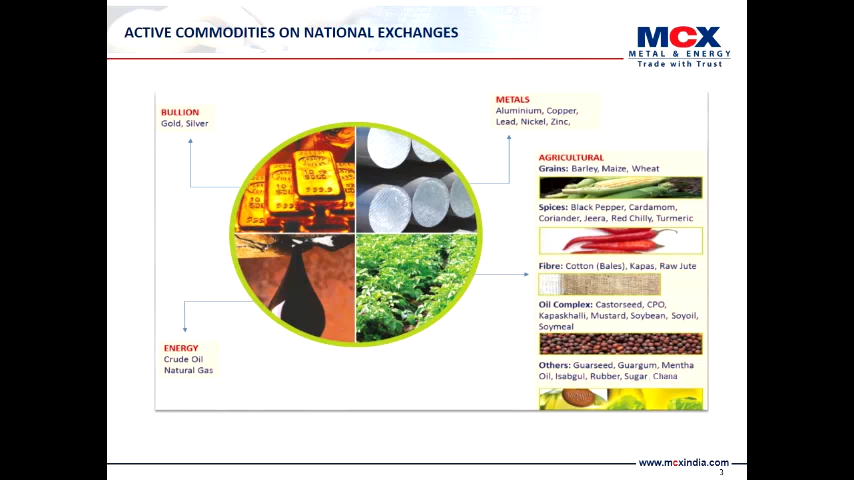 ACTIVE COMMODITIES ON NATIONAL EXCHANGES
MCX
METAL & ENERGY
Trade with Trust
BULLION
Gold, Silver
METALS
Aluminium, Copper,
Lead, Nickel, Zinc,
AGRICULTURAL
Grains: Barley, Maize, Wheat
Spices: Black Pepper, Cardamom,
Coriander, Jeera, Red Chilly, Turmeric
Fibre: Cotton (Bales), Kapas, Raw Jute
Oil Complex: Castorseed, CPO,
Kapaskhalli, Mustard, Soybean, Soyoil,
Soymeal
Others: Guarseed, Guargum, Mentha
Oil, Isabgul, Rubber, Sugar, Chana
ENERGY
Crude Oil
Natural Gas
www.mcxindia.com
3